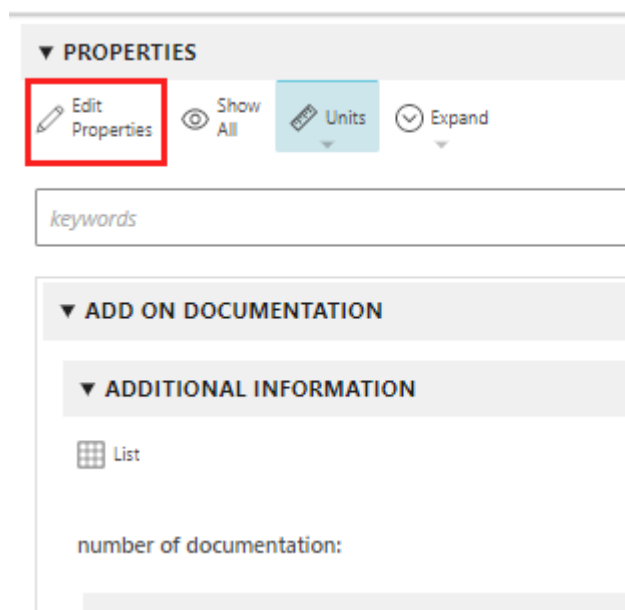 PROPERTIES
Edit Properties
Show All
Units
Expand
keywords
ADD ON DOCUMENTATION
ADDITIONAL INFORMATION
List
number of documentation: